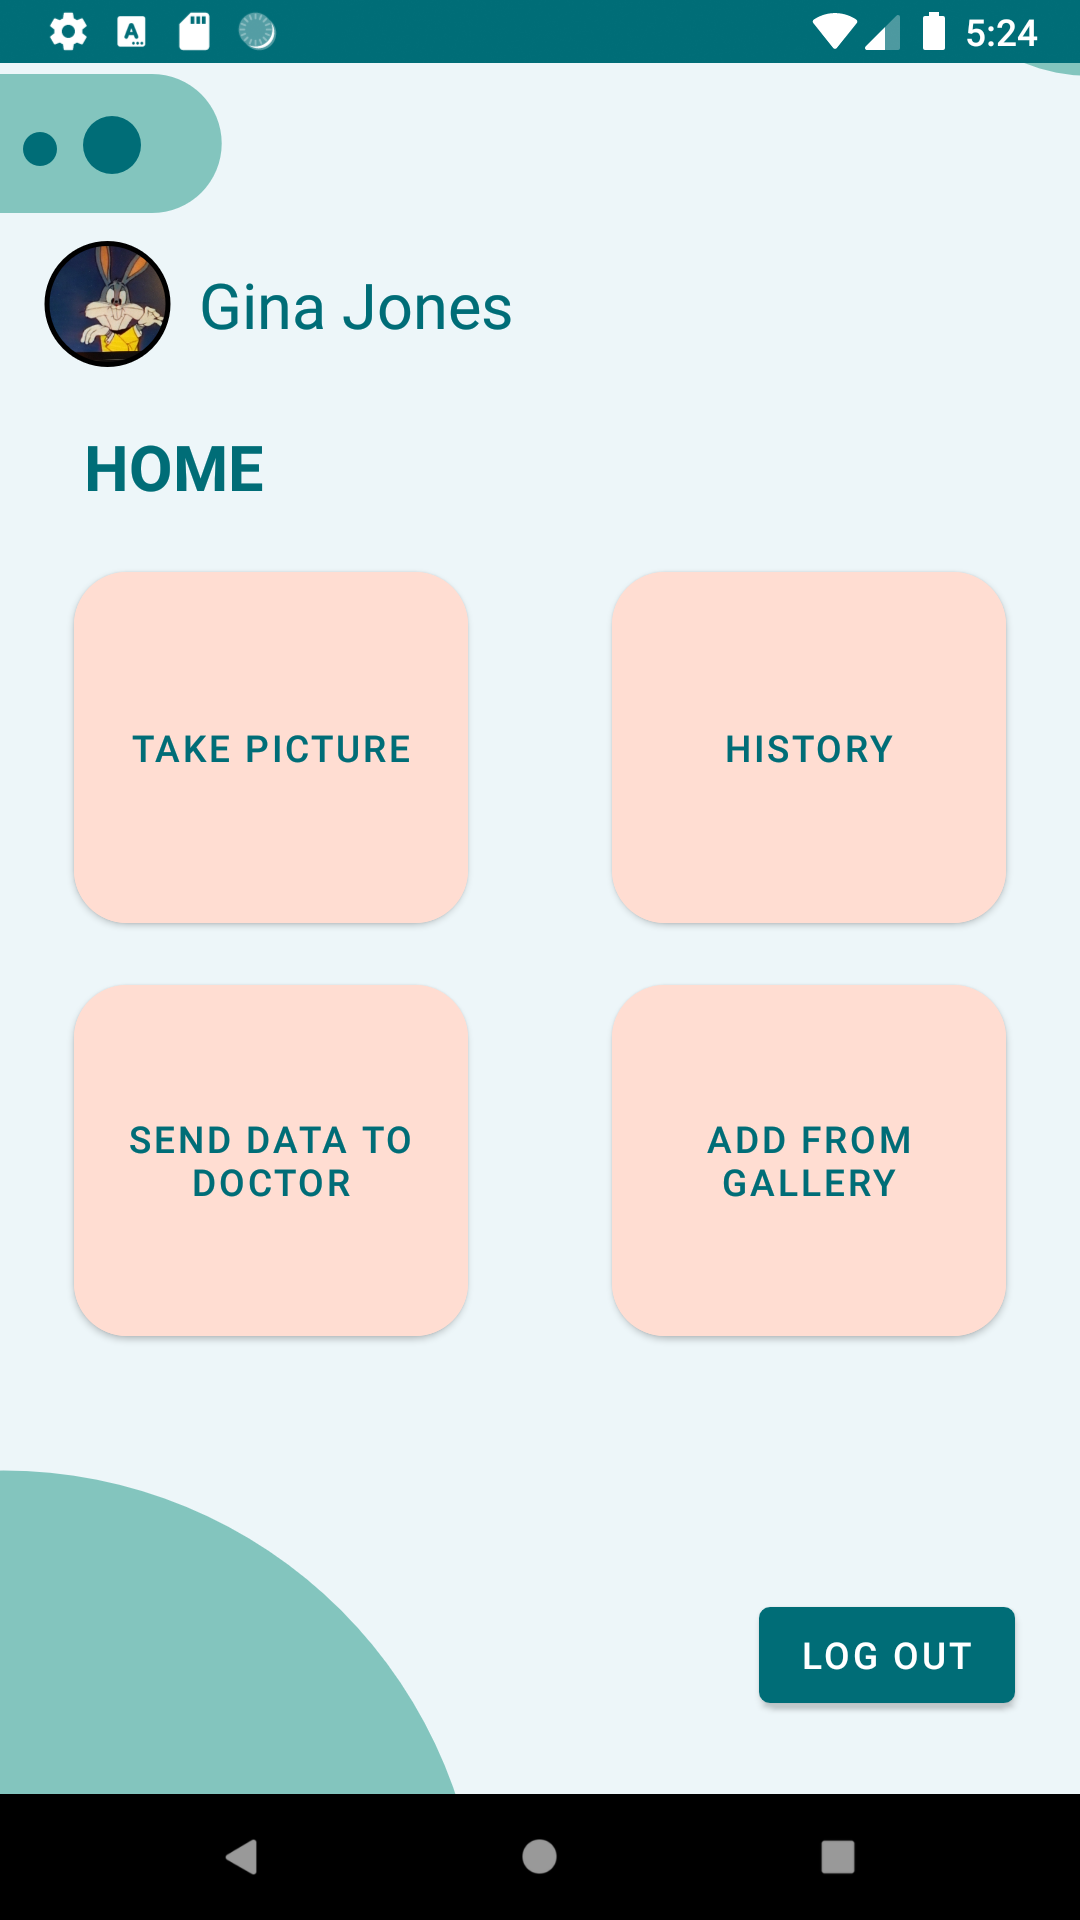 5:24
Gina Jones
HOME
TAKE PICTURE
HISTORY
SEND DATA TO
DOCTOR
ADD FROM
GALLERY
LOG OUT